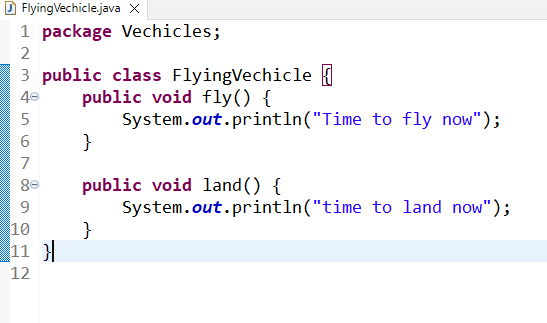 FlyingVechicle.java
1 package Vechicles;
2
3 public class FlyingVechicle {
4     public void fly() {
5         System.out.println("Time to fly now");
6     }
7
8     public void land() {
9         System.out.println("time to land now");
10     }
11 }
12